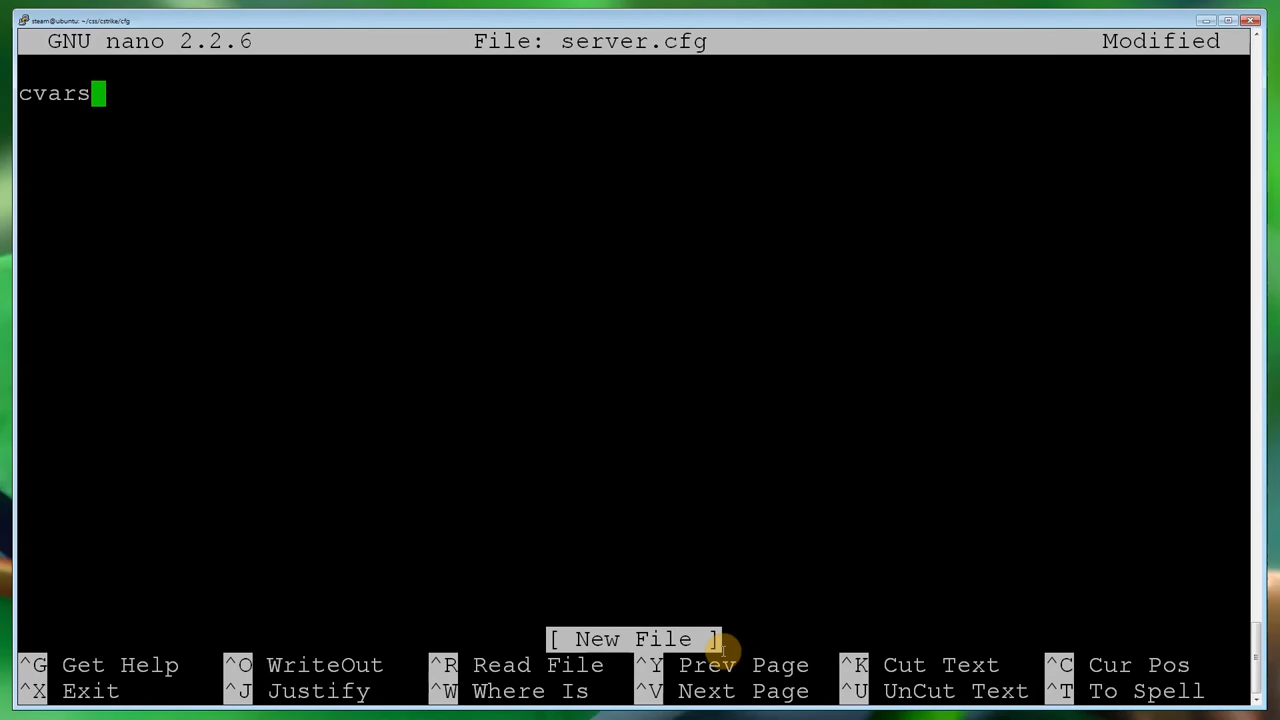 steam@ubuntu: ~/css/cstrike/cfg
GNU nano 2.2.6 File: server.cfg Modified
cvars
[ New File ]
^G Get Help ^O WriteOut ^R Read File ^Y Prev Page ^K Cut Text ^C Cur Pos
^X Exit ^J Justify ^W Where Is ^V Next Page ^U UnCut Text ^T To Spell